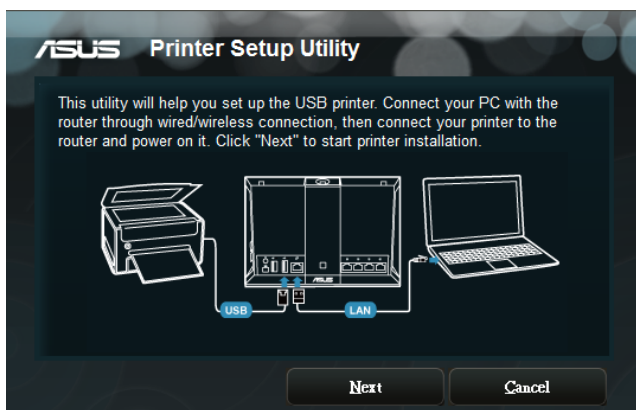 ASUS Printer Setup Utility
This utility will help you set up the USB printer. Connect your PC with the
router through wired/wireless connection, then connect your printer to the
router and power on it. Click "Next" to start printer installation.
ASUS
USB
LAN
Next
Cancel